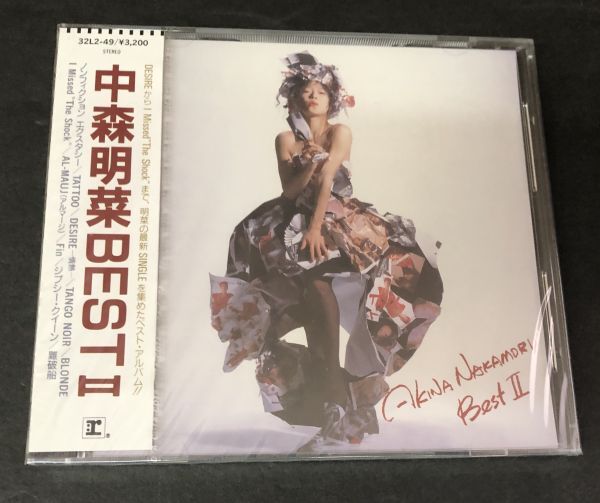 32L2-49/¥3,200
STEREO
中森明菜BEST II
ノンフィクション エクスタシー/TATTOO/DESIRE—情熱—/TANGO NOIR/BLONDE
I Missed "The Shock"/AL-MAUJ(アルマージ)/Fin/ジプシー・クイーン/難破船
DESIREからI Missed "The Shock"まで、明菜の最新SINGLEを集めたベスト・アルバム!!
r
®
AKINA NAKAMORI
Best II